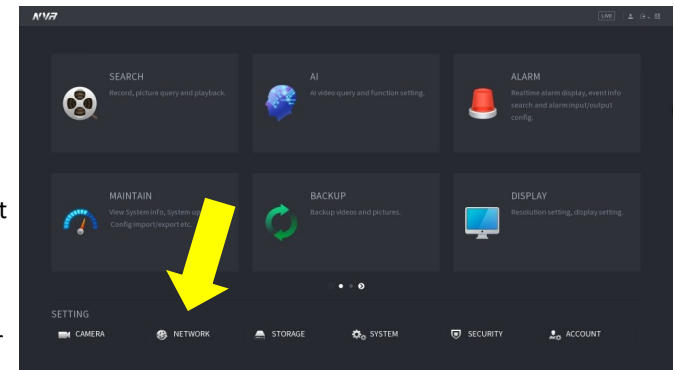 NVR
LIVE
SEARCH
Record, picture query and playback.
AI
AI video query and function setting.
ALARM
Realtime alarm display, event info
search and alarm input/output
config.
MAINTAIN
View System info, System
Config import/export etc.
BACKUP
Backup videos and pictures.
DISPLAY
Resolution setting, display setting.
SETTING
CAMERA
NETWORK
STORAGE
SYSTEM
SECURITY
ACCOUNT